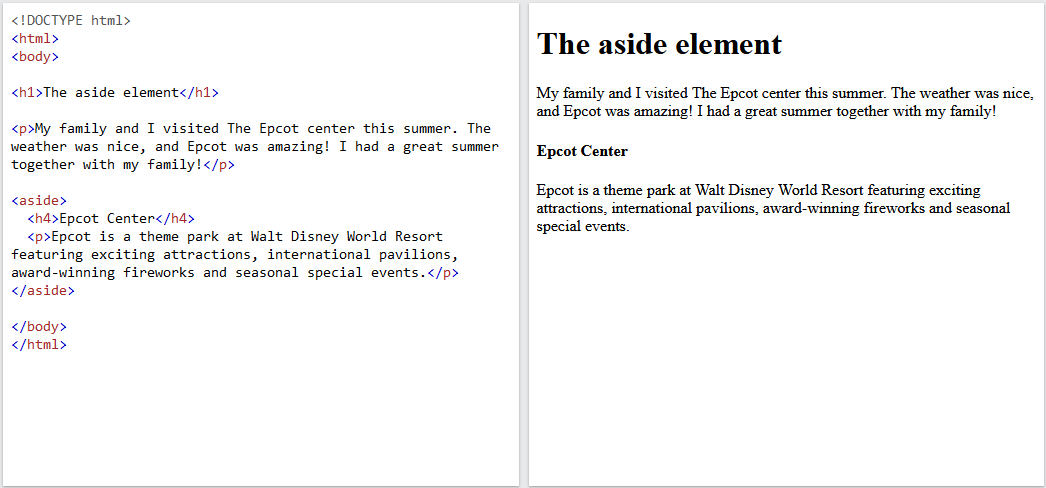 <!DOCTYPE html>
<html>
<body>
<h1>The aside element</h1>
<p>My family and I visited The Epcot center this summer. The
weather was nice, and Epcot was amazing! I had a great summer
together with my family!</p>
<aside>
<h4>Epcot Center</h4>
<p>Epcot is a theme park at Walt Disney World Resort
featuring exciting attractions, international pavilions,
award-winning fireworks and seasonal special events.</p>
</aside>
</body>
</html>
The aside element
My family and I visited The Epcot center this summer. The weather was nice,
and Epcot was amazing! I had a great summer together with my family!
Epcot Center
Epcot is a theme park at Walt Disney World Resort featuring exciting
attractions, international pavilions, award-winning fireworks and seasonal
special events.